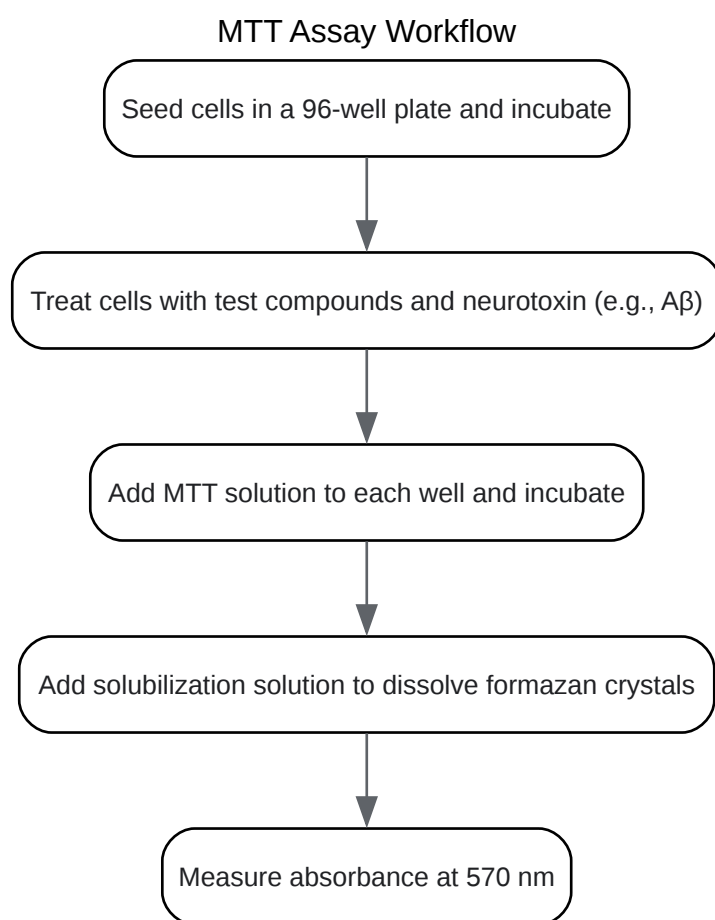 MTT Assay Workflow
Seed cells in a 96-well plate and incubate
Treat cells with test compounds and neurotoxin (e.g., Aβ)
Add MTT solution to each well and incubate
Add solubilization solution to dissolve formazan crystals
Measure absorbance at 570 nm